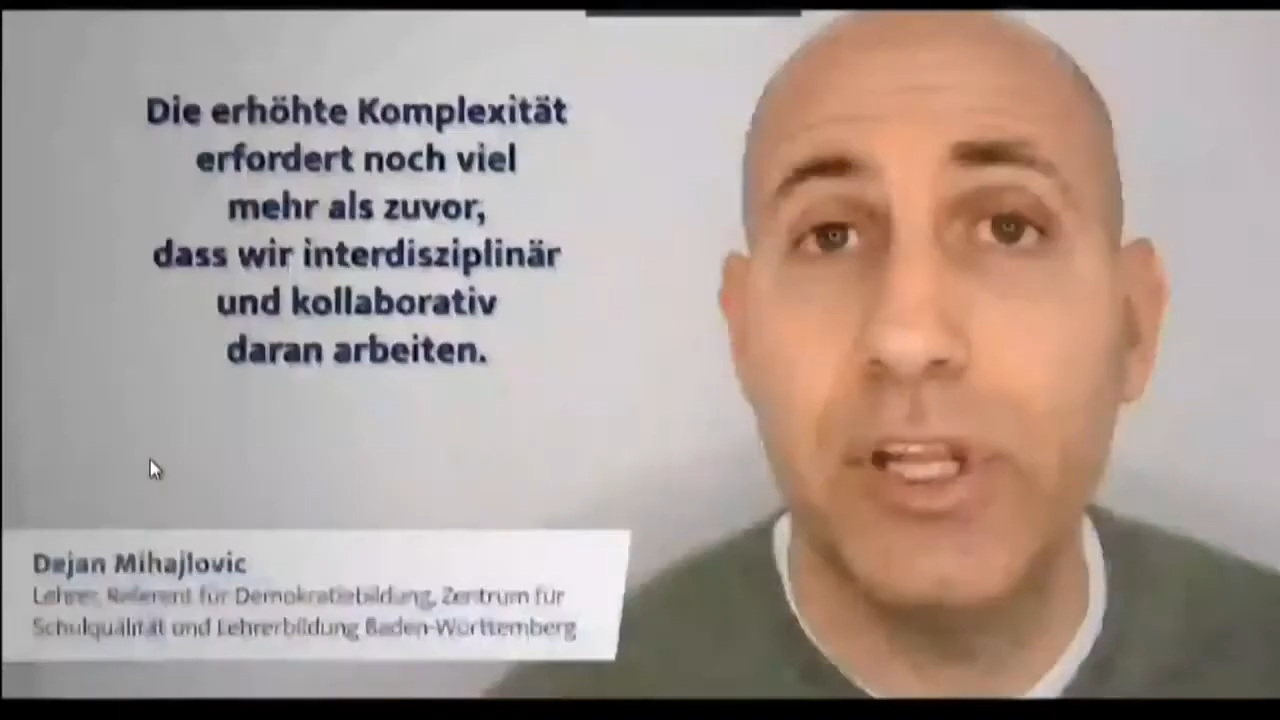 Die erhöhte Komplexität
erfordert noch viel
mehr als zuvor,
dass wir interdisziplinär
und kollaborativ
daran arbeiten.
Dejan Mihajlovic
Lehrer, Referent für Demokratiebildung, Zentrum für
Schulqualität und Lehrerbildung Baden-Württemberg